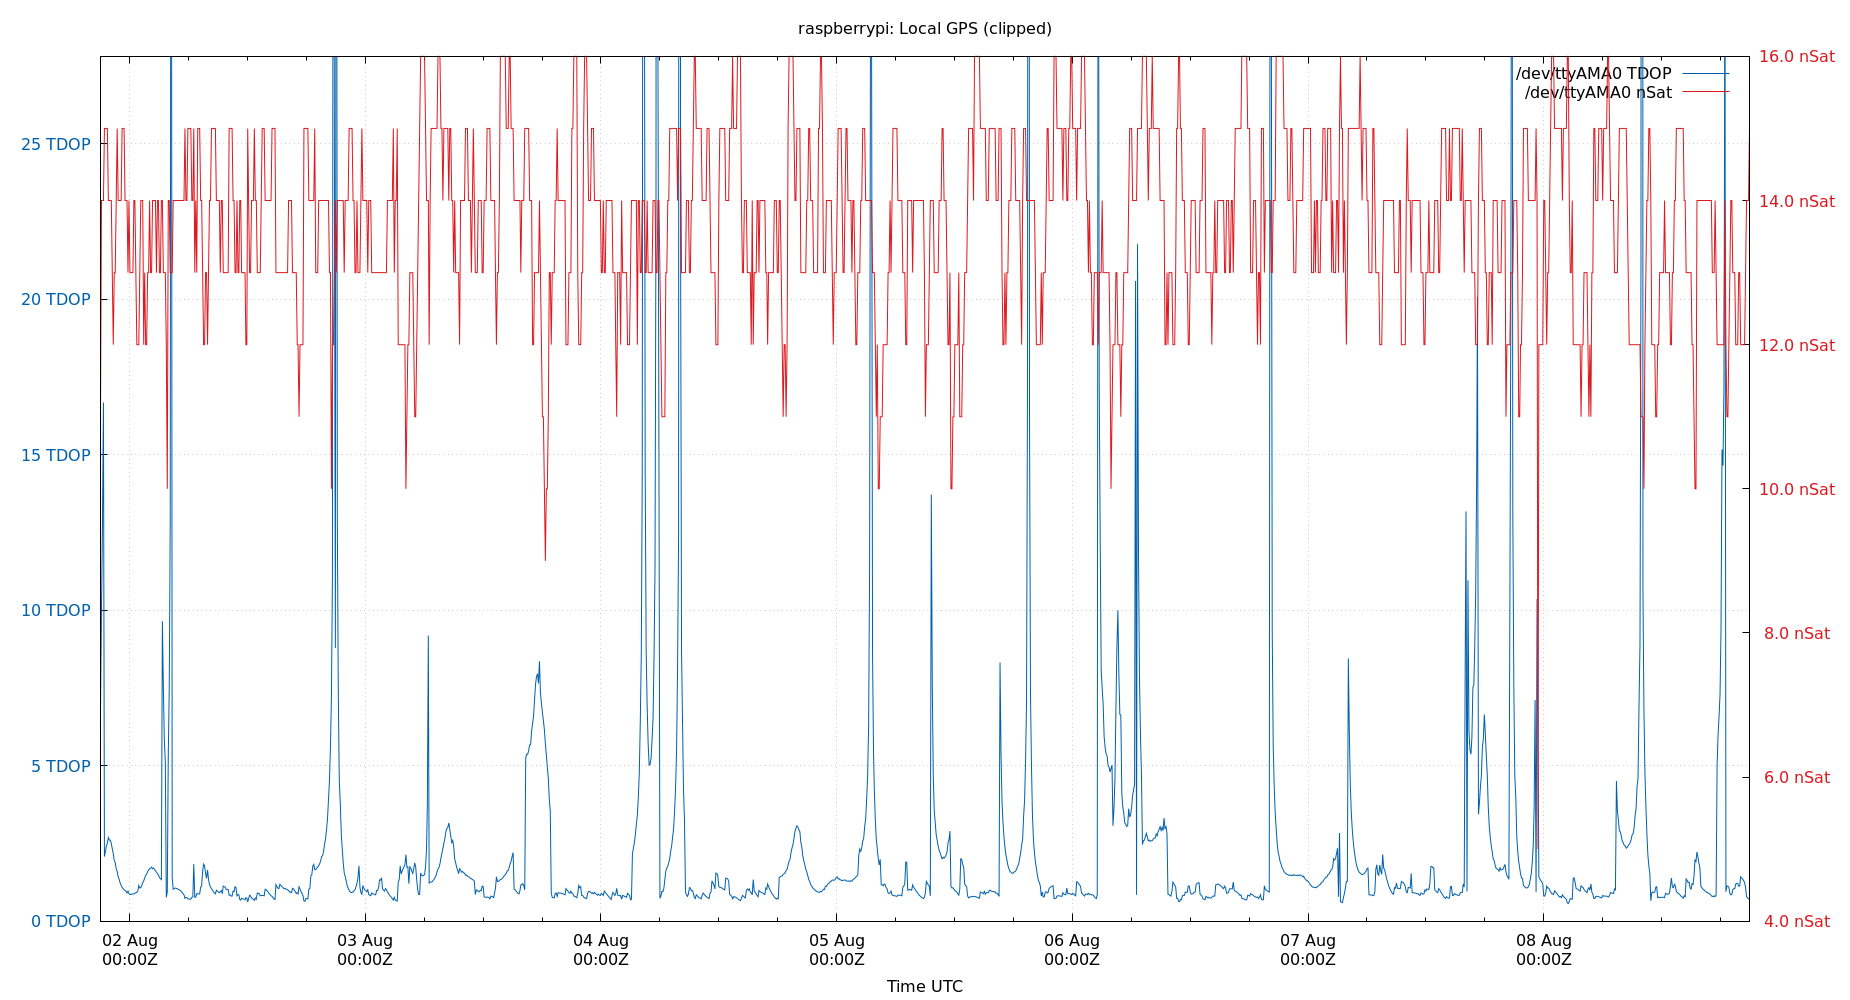 raspberrypi: Local GPS (clipped)
/dev/ttyAMA0 TDOP
/dev/ttyAMA0 nSat
25 TDOP
20 TDOP
15 TDOP
10 TDOP
5 TDOP
0 TDOP
16.0 nSat
14.0 nSat
12.0 nSat
10.0 nSat
8.0 nSat
6.0 nSat
4.0 nSat
02 Aug
00:00Z
03 Aug
00:00Z
04 Aug
00:00Z
05 Aug
00:00Z
06 Aug
00:00Z
07 Aug
00:00Z
08 Aug
00:00Z
Time UTC